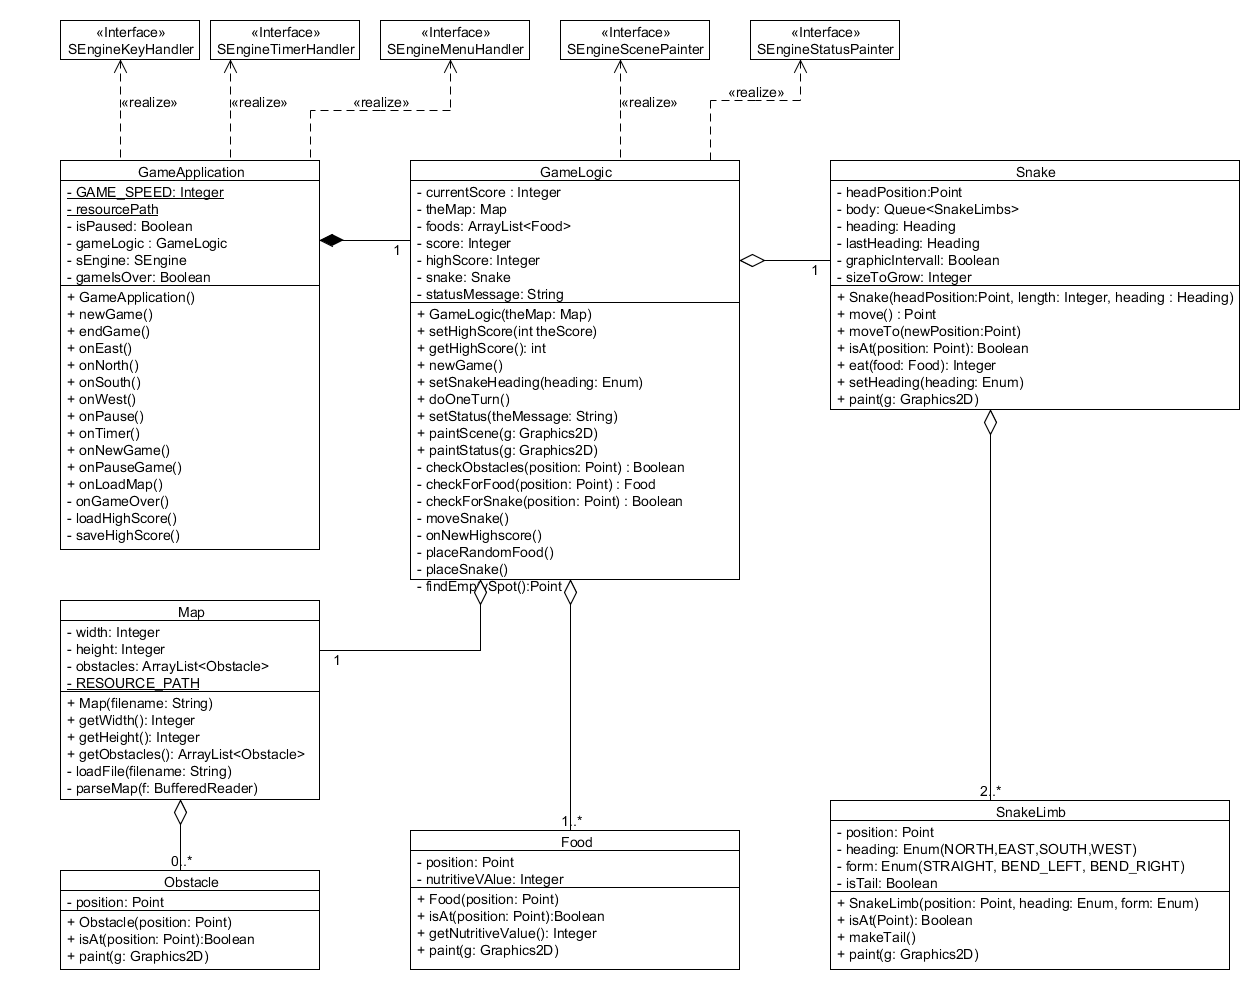 «Interface»
SEngineKeyHandler
«Interface»
SEngineTimerHandler
«Interface»
SEngineMenuHandler
«Interface»
SEngineScenePainter
«Interface»
SEngineStatusPainter
«realize»
«realize»
«realize»
«realize»
«realize»
GameApplication
- GAME_SPEED: Integer
- resourcePath
- isPaused: Boolean
- gameLogic : GameLogic
- sEngine: SEngine
- gameIsOver: Boolean
+ GameApplication()
+ newGame()
+ endGame()
+ onEast()
+ onNorth()
+ onSouth()
+ onWest()
+ onPause()
+ onTimer()
+ onNewGame()
+ onPauseGame()
+ onLoadMap()
- onGameOver()
- loadHighScore()
- saveHighScore()
1
GameLogic
- currentScore : Integer
- theMap: Map
- foods: ArrayList<Food>
- score: Integer
- highScore: Integer
- snake: Snake
- statusMessage: String
+ GameLogic(theMap: Map)
+ setHighScore(int theScore)
+ getHighScore(): int
+ newGame()
+ setSnakeHeading(heading: Enum)
+ doOneTurn()
+ setStatus(theMessage: String)
+ paintScene(g: Graphics2D)
+ paintStatus(g: Graphics2D)
- checkObstacles(position: Point) : Boolean
- checkForFood(position: Point) : Food
- checkForSnake(position: Point) : Boolean
- moveSnake()
- onNewHighscore()
- placeRandomFood()
- placeSnake()
- findEmptySpot():Point
1
Snake
- headPosition:Point
- body: Queue<SnakeLimbs>
- heading: Heading
- lastHeading: Heading
- graphicIntervall: Boolean
- sizeToGrow: Integer
+ Snake(headPosition:Point, length: Integer, heading : Heading)
+ move() : Point
+ moveTo(newPosition:Point)
+ isAt(position: Point): Boolean
+ eat(food: Food): Integer
+ setHeading(heading: Enum)
+ paint(g: Graphics2D)
Map
- width: Integer
- height: Integer
- obstacles: ArrayList<Obstacle>
- RESOURCE_PATH
+ Map(filename: String)
+ getWidth(): Integer
+ getHeight(): Integer
+ getObstacles(): ArrayList<Obstacle>
- loadFile(filename: String)
- parseMap(f: BufferedReader)
1
0..*
Obstacle
- position: Point
+ Obstacle(position: Point)
+ isAt(position: Point):Boolean
+ paint(g: Graphics2D)
1..*
Food
- position: Point
- nutritiveVAlue: Integer
+ Food(position: Point)
+ isAt(position: Point):Boolean
+ getNutritiveValue(): Integer
+ paint(g: Graphics2D)
2..*
SnakeLimb
- position: Point
- heading: Enum(NORTH,EAST,SOUTH,WEST)
- form: Enum(STRAIGHT, BEND_LEFT, BEND_RIGHT)
- isTail: Boolean
+ SnakeLimb(position: Point, heading: Enum, form: Enum)
+ isAt(Point): Boolean
+ makeTail()
+ paint(g: Graphics2D)